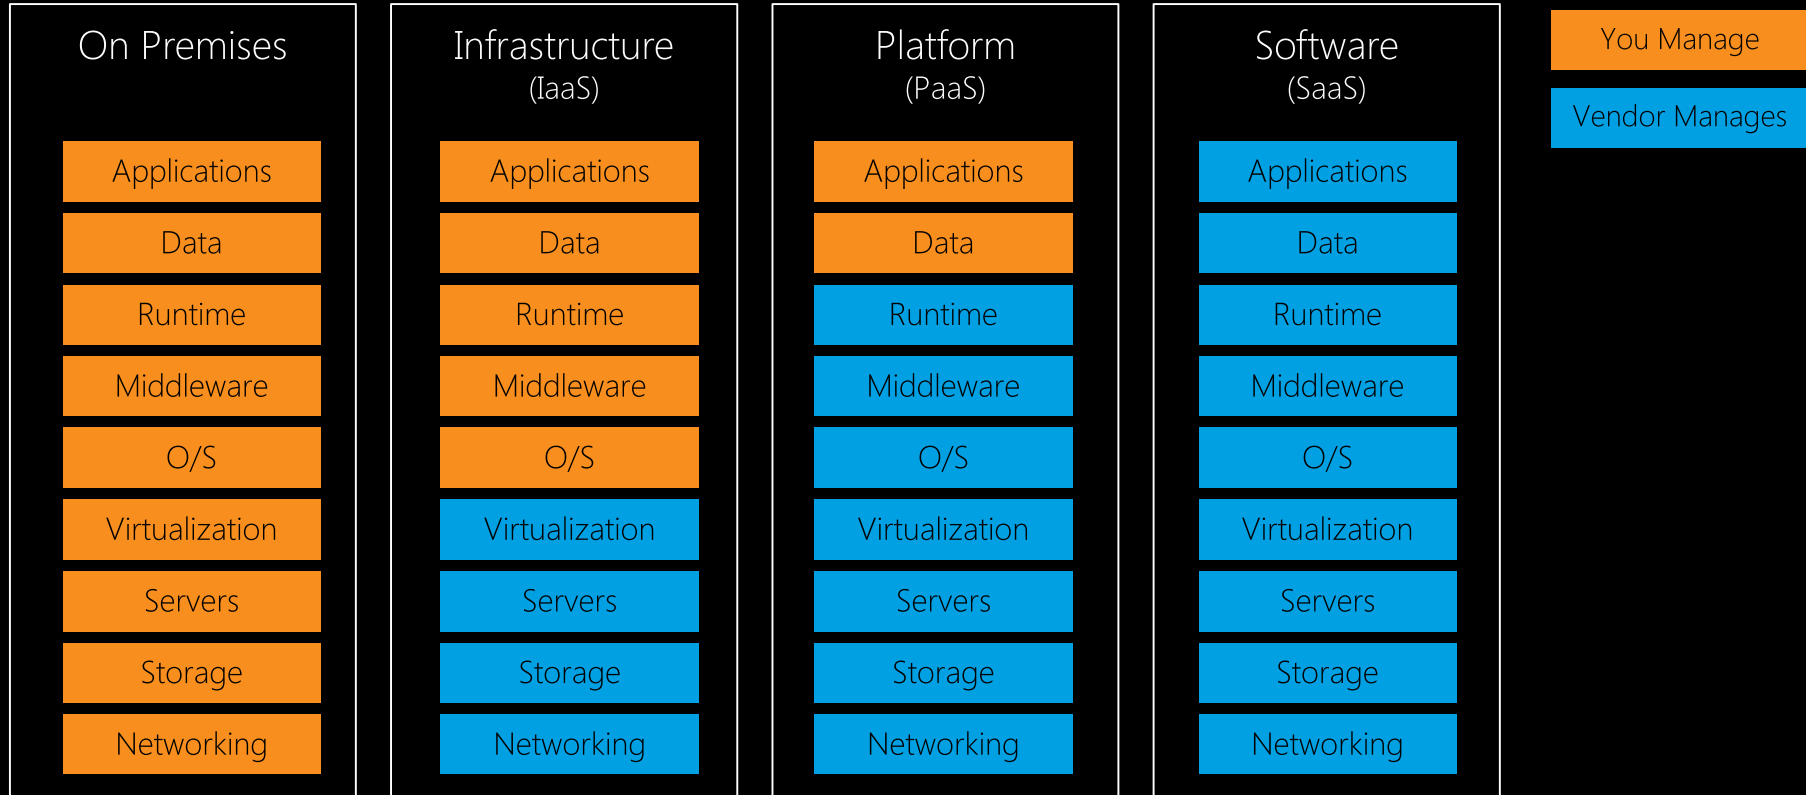 On Premises
Applications
Data
Runtime
Middleware
O/S
Virtualization
Servers
Storage
Networking
Infrastructure
(IaaS)
Applications
Data
Runtime
Middleware
O/S
Virtualization
Servers
Storage
Networking
Platform
(PaaS)
Applications
Data
Runtime
Middleware
O/S
Virtualization
Servers
Storage
Networking
Software
(SaaS)
Applications
Data
Runtime
Middleware
O/S
Virtualization
Servers
Storage
Networking
You Manage
Vendor Manages